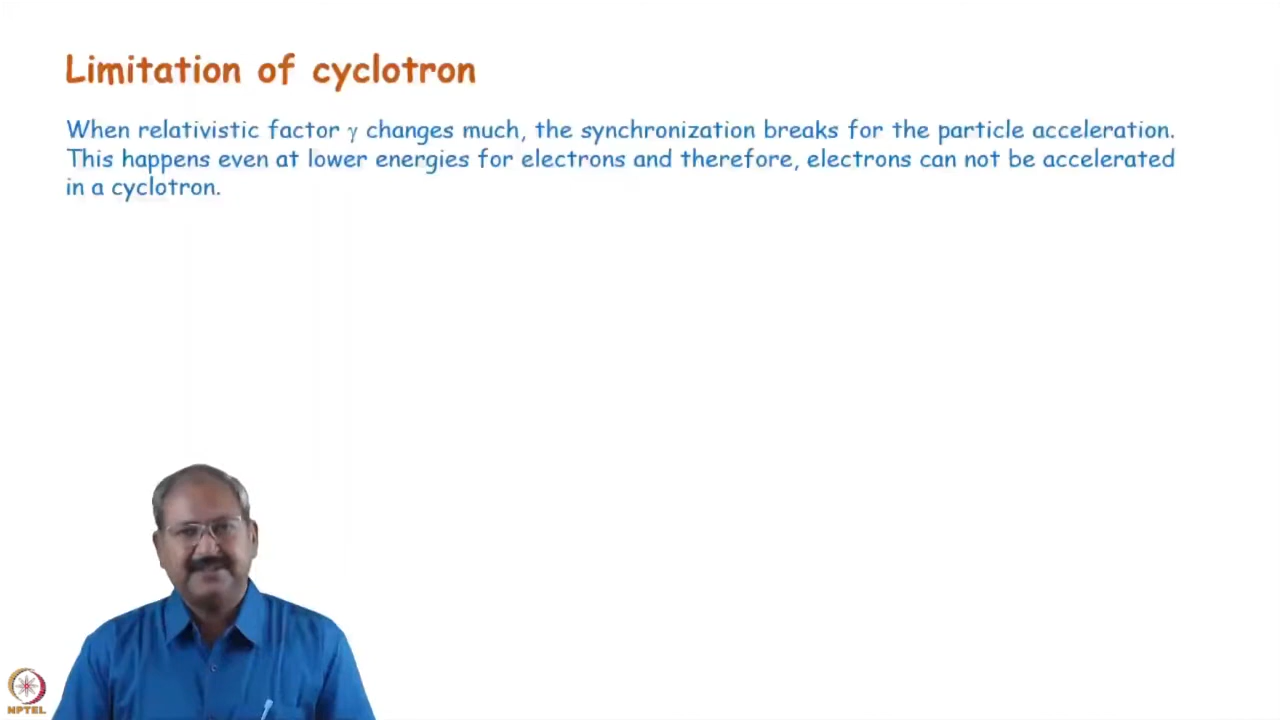 Limitation of cyclotron
When relativistic factor γ changes much, the synchronization breaks for the particle acceleration.
This happens even at lower energies for electrons and therefore, electrons can not be accelerated
in a cyclotron.
NPTEL